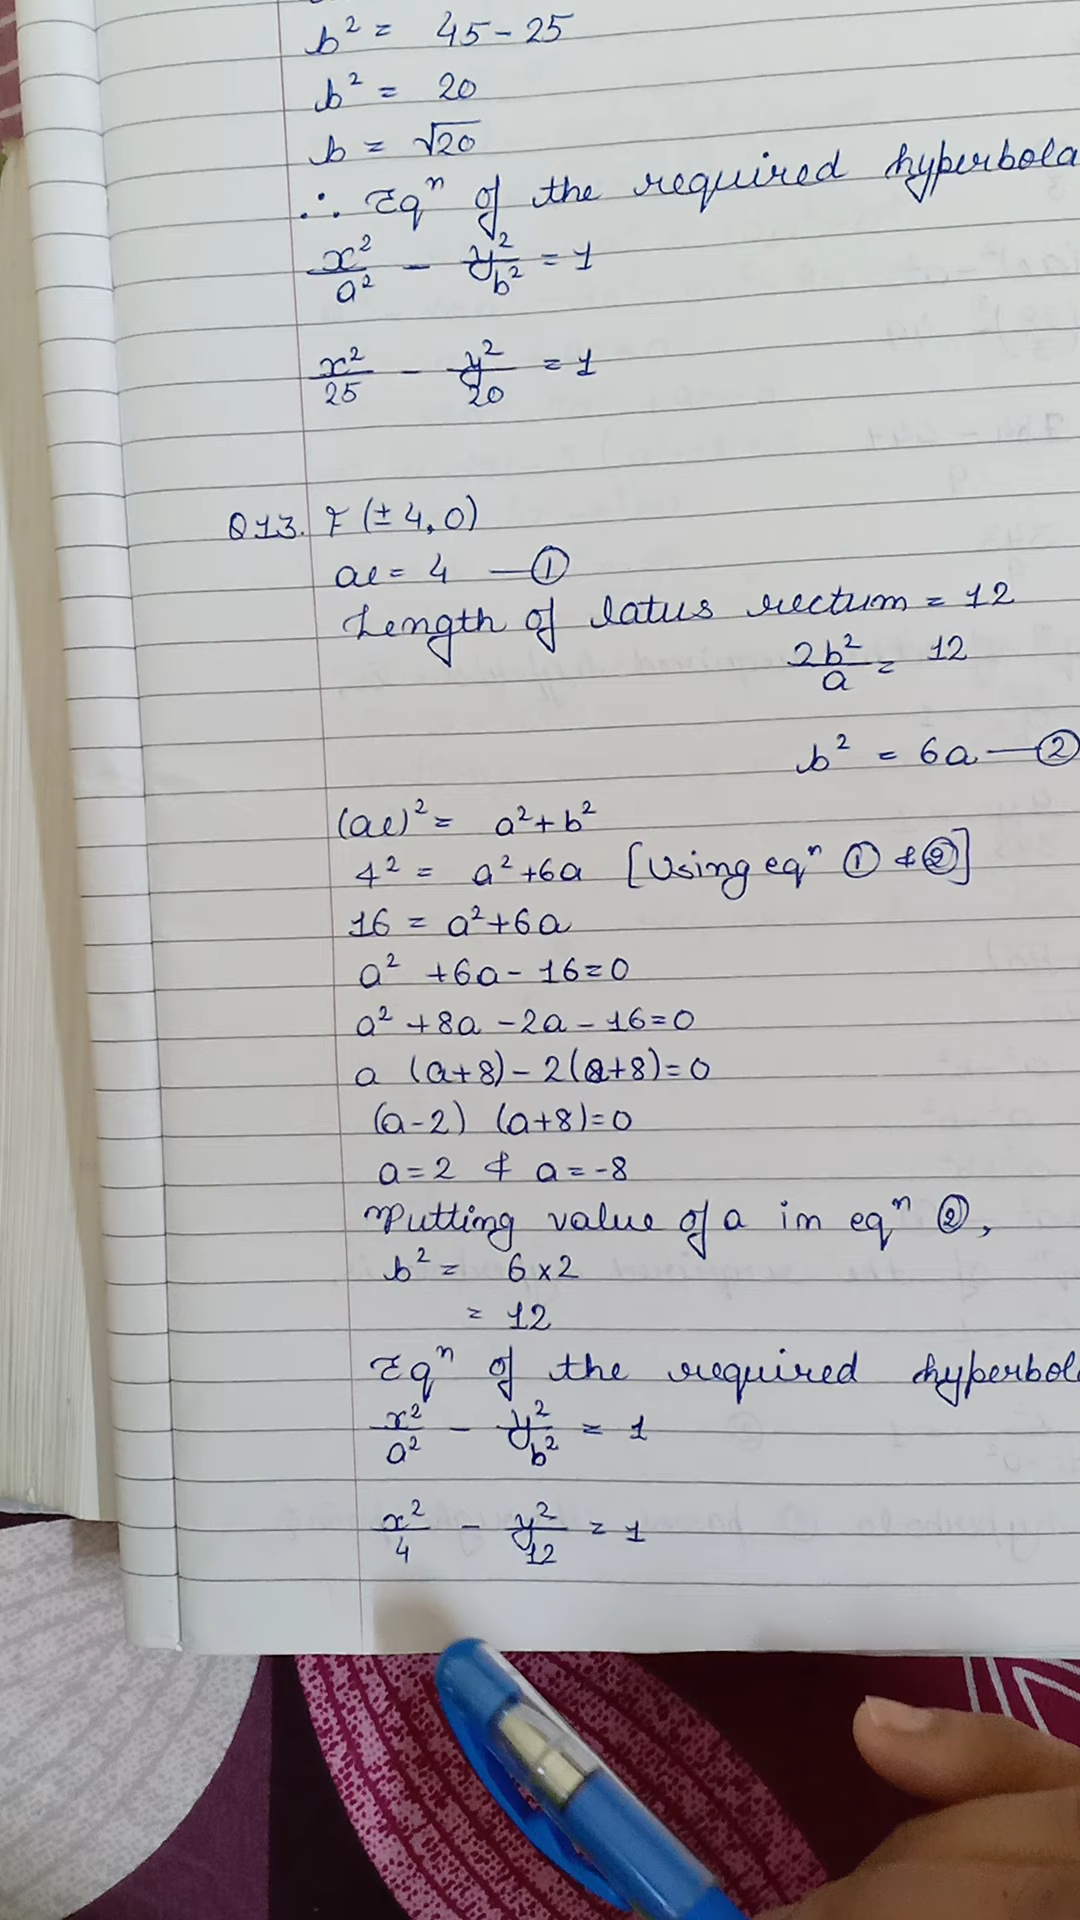 b² = 45 - 25
b² = 20
b = √20
∴ Eqⁿ of the required hyperbola
x²/a² - y²/b² = 1
x²/25 - y²/20 = 1
Q13. F (± 4, 0)
ae = 4 —①
Length of latus rectum = 12
2b²/a = 12
b² = 6a —②
(ae)² = a² + b²
4² = a² + 6a [Using eqⁿ ① & ②]
16 = a² + 6a
a² + 6a - 16 = 0
a² + 8a - 2a - 16 = 0
a (a+8) - 2(a+8) = 0
(a-2) (a+8) = 0
a = 2 & a = -8
Putting value of a in eqⁿ ②,
b² = 6 × 2
= 12
Eqⁿ of the required hyperbol
x²/a² - y²/b² = 1
x²/4 - y²/12 = 1